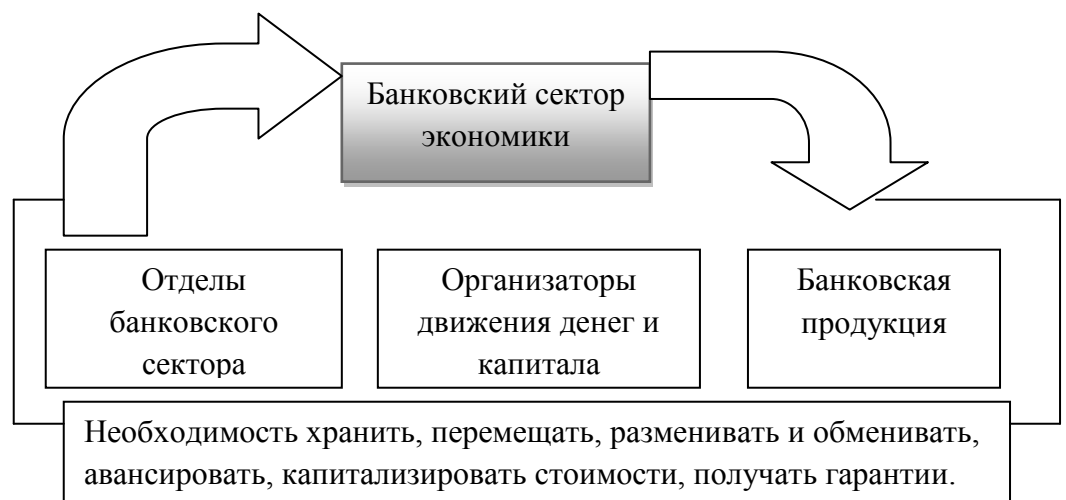 Банковский сектор
экономики
Отделы
банковского
сектора
Организаторы
движения денег и
капитала
Банковская
продукция
Необходимость хранить, перемещать, разменивать и обменивать,
авансировать, капитализировать стоимости, получать гарантии.